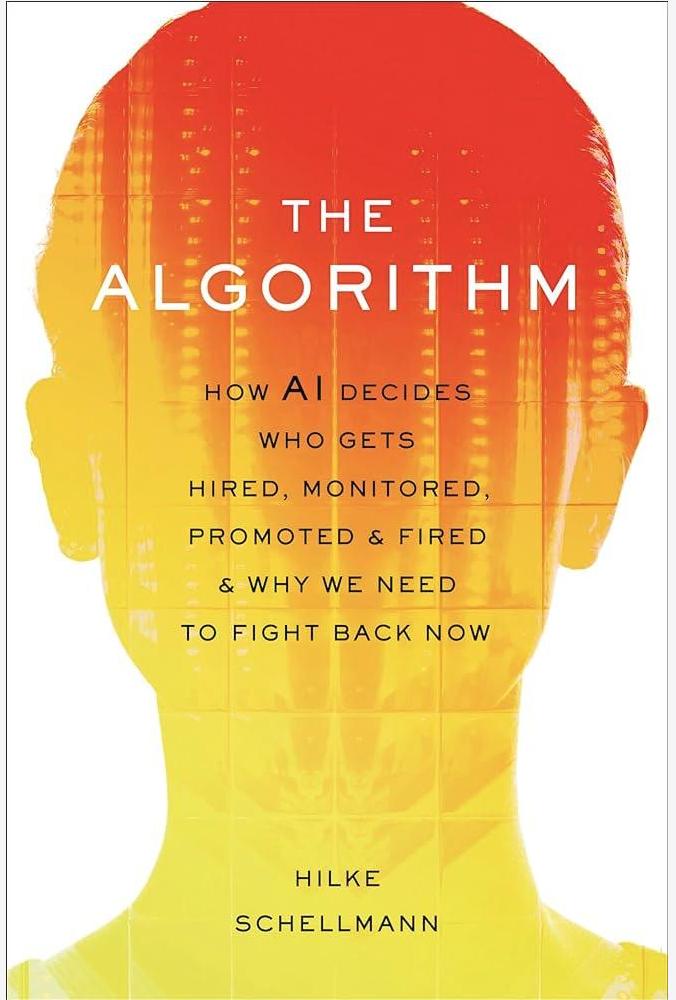 THE
ALGORITHM
HOW AI DECIDES
WHO GETS
HIRED, MONITORED,
PROMOTED & FIRED
& WHY WE NEED
TO FIGHT BACK NOW
HILKE
SCHELLMANN